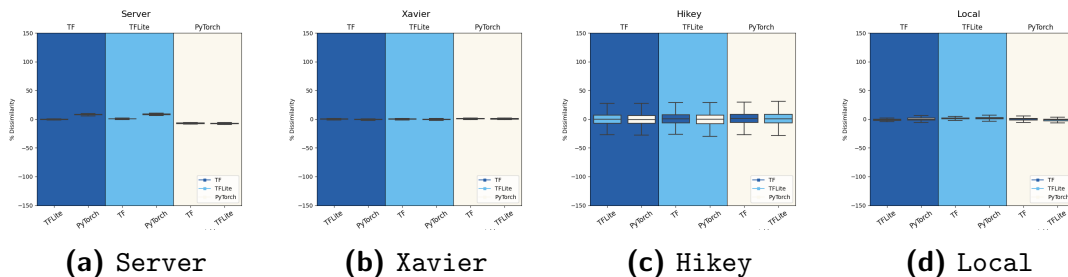 Server
TF TFLite PyTorch
150
100
50
0
−50
−100
−150
% Dissimilarity
TF
TFLite
PyTorch
TFLite PyTorch TF PyTorch TF TFLite
(a) Server
Xavier
TF TFLite PyTorch
150
100
50
0
−50
−100
−150
% Dissimilarity
TF
TFLite
PyTorch
TFLite PyTorch TF PyTorch TF TFLite
(b) Xavier
Hikey
TF TFLite PyTorch
150
100
50
0
−50
−100
−150
% Dissimilarity
TF
TFLite
PyTorch
TFLite PyTorch TF PyTorch TF TFLite
(c) Hikey
Local
TF TFLite PyTorch
150
100
50
0
−50
−100
−150
% Dissimilarity
TF
TFLite
PyTorch
TFLite PyTorch TF PyTorch TF TFLite
(d) Local